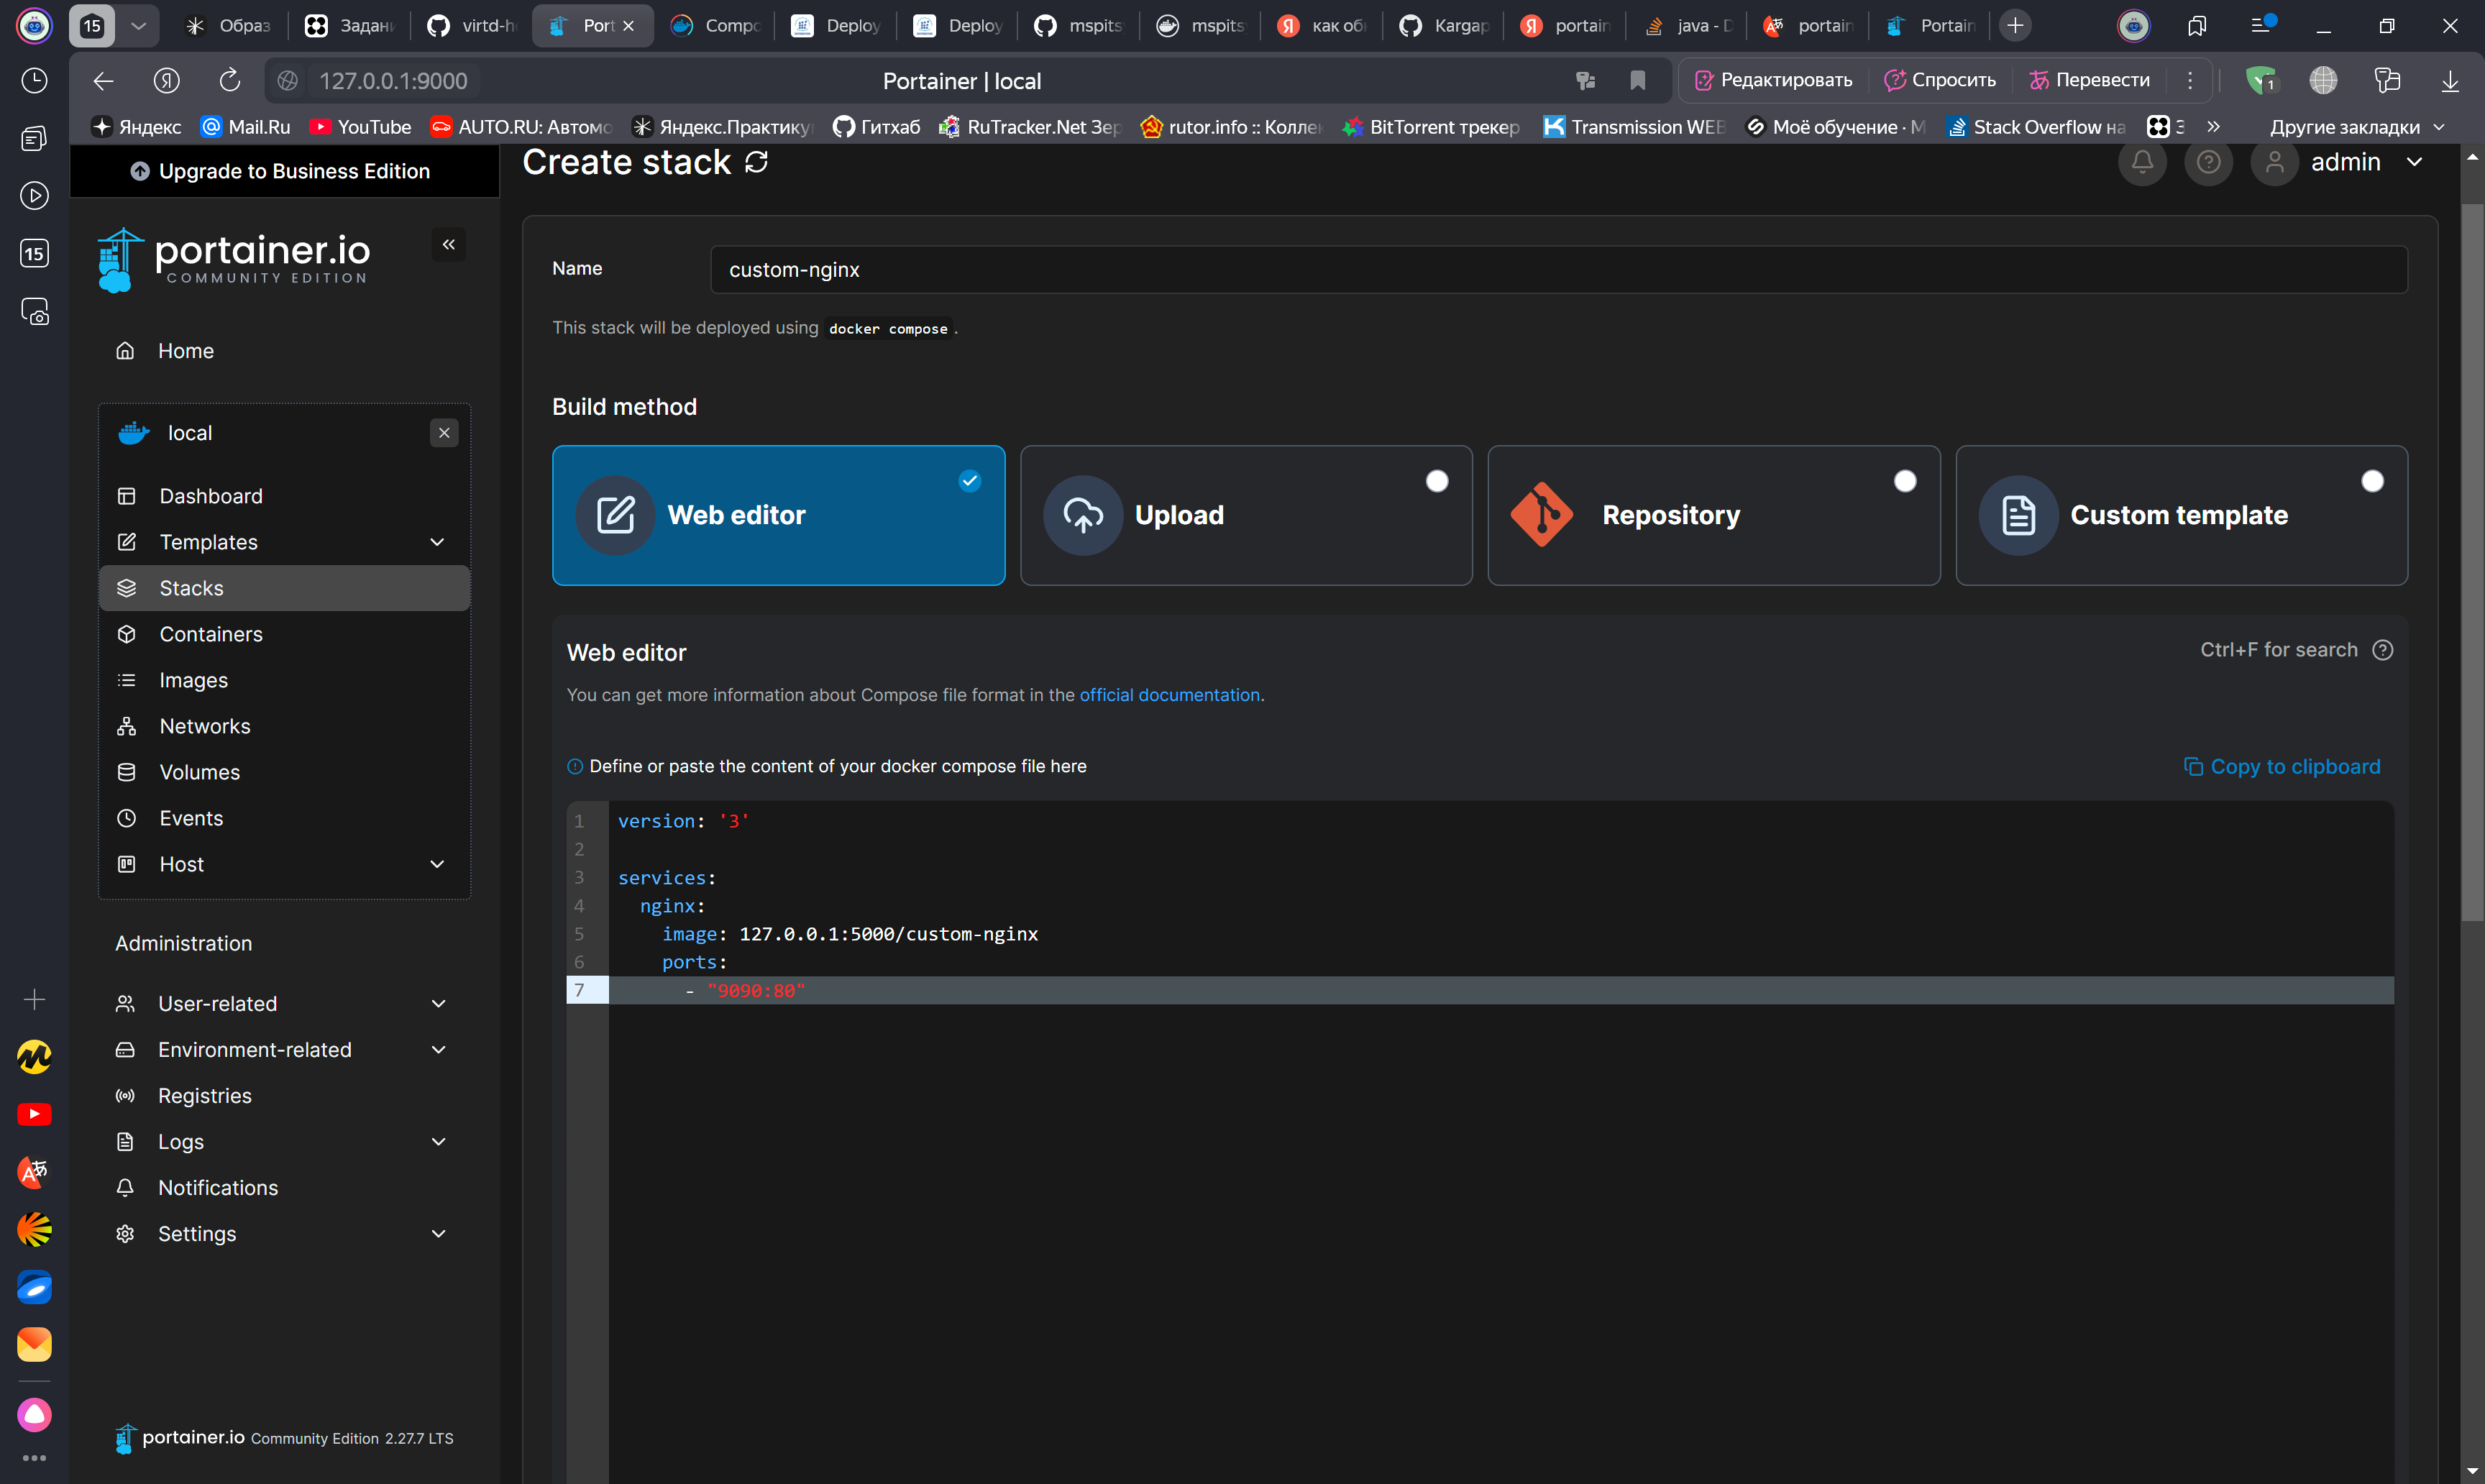 15
Образ
Задани
virtd-h
Port
Compo
Deploy
Deploy
mspits
mspits
как об
Kargap
portain
java - D
portain
Portain
127.0.0.1:9000
Portainer | local
Редактировать
Спросить
Перевести
1
Яндекс
Mail.Ru
YouTube
AUTO.RU: Автомо
Яндекс.Практику
Гитхаб
RuTracker.Net Зер
rutor.info :: Коллек
BitTorrent трекер
Transmission WEB
Моё обучение · М
Stack Overflow на
Другие закладки
15
Upgrade to Business Edition
portainer.io
COMMUNITY EDITION
Home
local
Dashboard
Templates
Stacks
Containers
Images
Networks
Volumes
Events
Host
Administration
User-related
Environment-related
Registries
Logs
Notifications
Settings
portainer.io Community Edition 2.27.7 LTS
Create stack
admin
Name
custom-nginx
This stack will be deployed using docker compose .
Build method
Web editor
Upload
Repository
Custom template
Web editor
Ctrl+F for search
You can get more information about Compose file format in the official documentation.
Define or paste the content of your docker compose file here
Copy to clipboard
1 version: '3'
2
3 services:
4 nginx:
5 image: 127.0.0.1:5000/custom-nginx
6 ports:
7 - "9090:80"